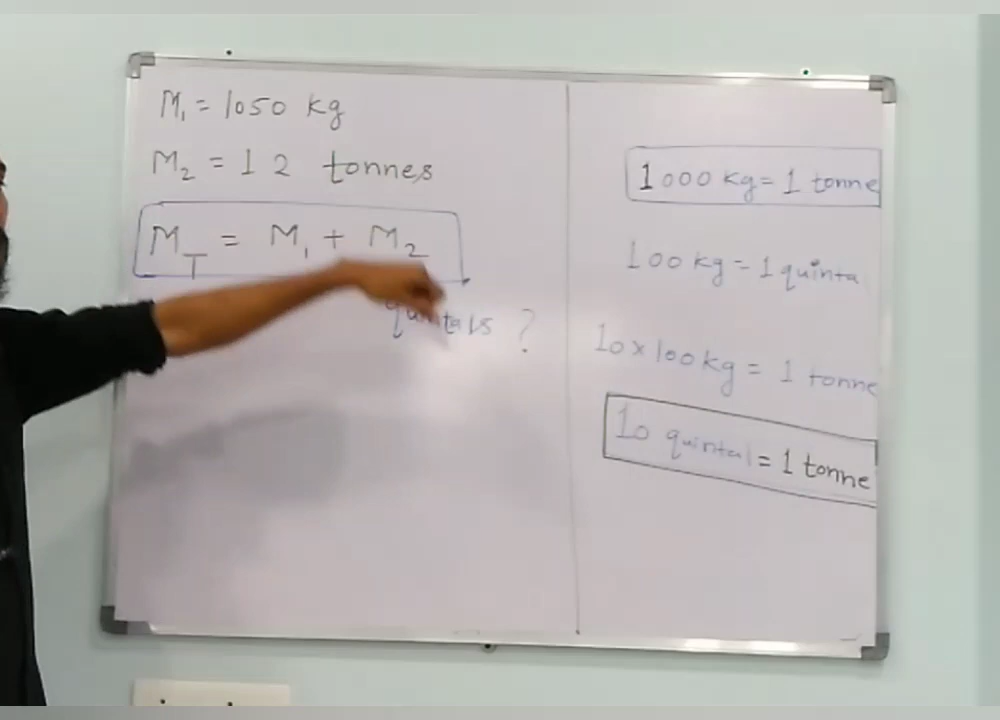 M₁ = 1050 kg
M₂ = 12 tonnes
M_T = M₁ + M₂
quintals ?
1000 kg = 1 tonne
100 kg = 1 quinta
10 x 100 kg = 1 tonne
10 quintal = 1 tonne